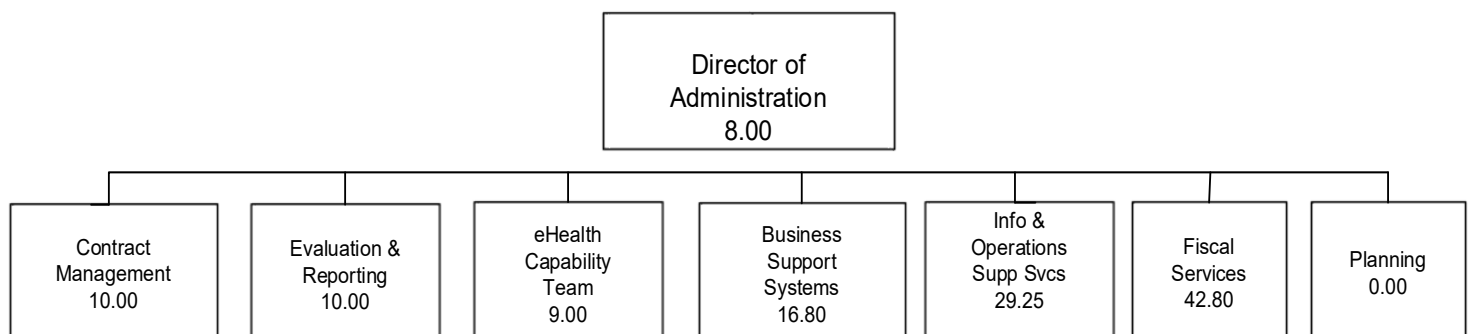 Director of
Administration
8.00
Contract
Management
10.00
Evaluation &
Reporting
10.00
eHealth
Capability
Team
9.00
Business
Support
Systems
16.80
Info &
Operations
Supp Svcs
29.25
Fiscal
Services
42.80
Planning
0.00